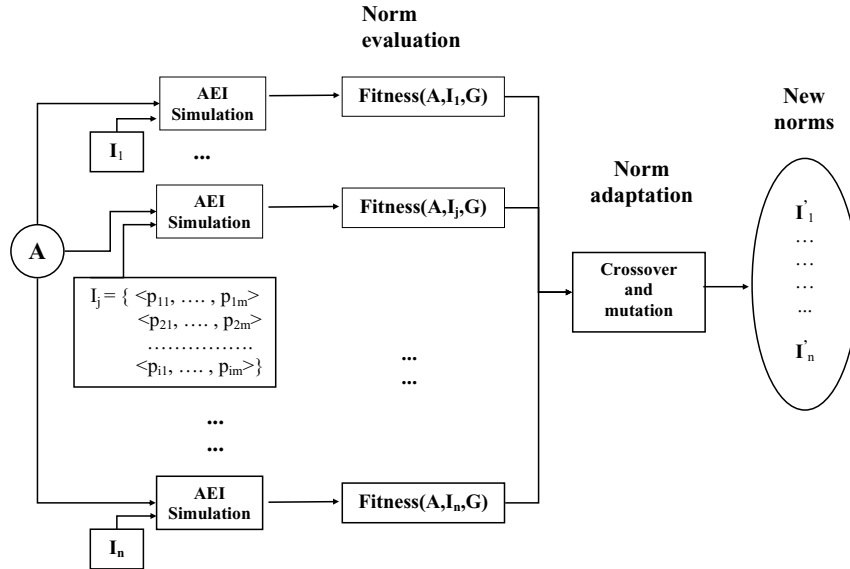 Norm
evaluation
AEI
Simulation
Fitness(A,I₁,G)
New
norms
I₁
...
Norm
adaptation
AEI
Simulation
Fitness(A,Iⱼ,G)
A
I'₁
...
...
...
...
I'ₙ
Crossover
and
mutation
Iⱼ = { <p₁₁, .... , p₁ₘ>
<p₂₁, .... , p₂ₘ>
................
<pᵢ₁, .... , pᵢₘ>}
...
...
...
...
AEI
Simulation
Fitness(A,Iₙ,G)
Iₙ